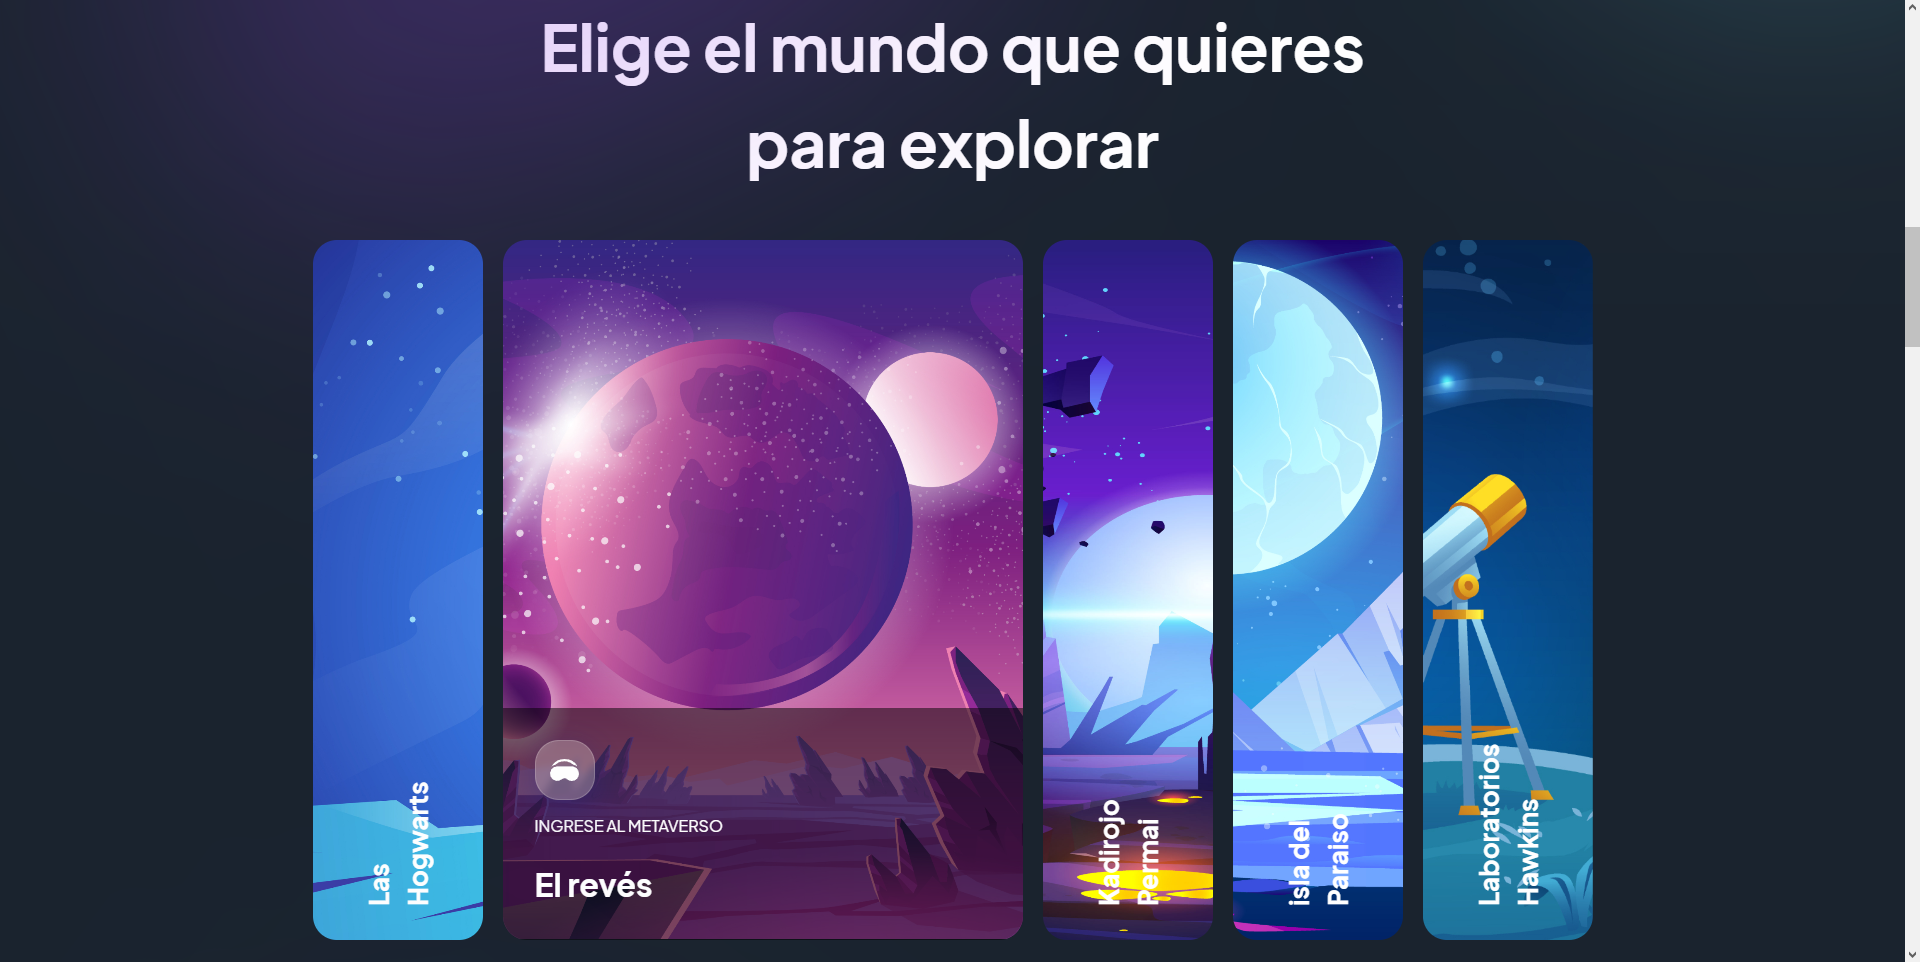 Elige el mundo que quieres
para explorar
Las
Hogwarts
INGRESE AL METAVERSO
El revés
Kadirojo
Permai
isla del
Paraiso
Laboratorios
Hawkins